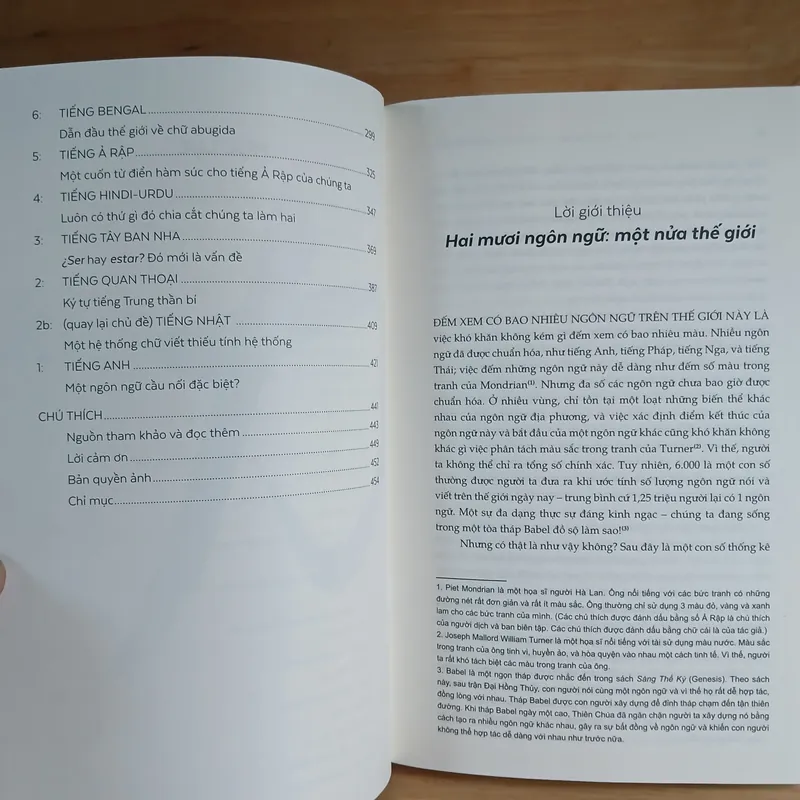 6: TIẾNG BENGAL 299
Dẫn đầu thế giới về chữ abugida
5: TIẾNG Ả RẬP 325
Một cuốn từ điển hàm súc cho tiếng Ả Rập của chúng ta
4: TIẾNG HINDI-URDU 347
Luôn có thứ gì đó chia cắt chúng ta làm hai
3: TIẾNG TÂY BAN NHA 369
¿Ser hay estar? Đó mới là vấn đề
2: TIẾNG QUAN THOẠI 387
Ký tự tiếng Trung thần bí
2b: (quay lại chủ đề) TIẾNG NHẬT 409
Một hệ thống chữ viết thiếu tính hệ thống
1: TIẾNG ANH 421
Một ngôn ngữ cầu nối đặc biệt?
CHÚ THÍCH 441
Nguồn tham khảo và đọc thêm 443
Lời cảm ơn 449
Bản quyền ảnh 452
Chỉ mục 454
Lời giới thiệu
Hai mươi ngôn ngữ: một nửa thế giới
ĐẾM XEM CÓ BAO NHIÊU NGÔN NGỮ TRÊN THẾ GIỚI NÀY LÀ
việc khó khăn không kém gì đếm xem có bao nhiêu màu. Nhiều ngôn
ngữ đã được chuẩn hóa, như tiếng Anh, tiếng Pháp, tiếng Nga, và tiếng
Thái; việc đếm những ngôn ngữ này dễ dàng như đếm số màu trong
tranh của Mondrian(1). Nhưng đa số các ngôn ngữ chưa bao giờ được
chuẩn hóa. Ở nhiều vùng, chỉ tồn tại một loạt những biến thể khác
nhau của ngôn ngữ địa phương, và việc xác định điểm kết thúc của
ngôn ngữ này và bắt đầu của một ngôn ngữ khác cũng khó khăn không
khác gì việc phân tách màu sắc trong tranh của Turner(2). Vì thế, người
ta không thể chỉ ra tổng số chính xác. Tuy nhiên, 6.000 là một con số
thường được người ta đưa ra khi ước tính số lượng ngôn ngữ nói và
viết trên thế giới ngày nay – trung bình cứ 1,25 triệu người lại có 1 ngôn
ngữ. Một sự đa dạng thực sự đáng kinh ngạc – chúng ta đang sống
trong một tòa tháp Babel đồ sộ làm sao!(3)
Nhưng có thật là như vậy không? Sau đây là một con số thống kê
1. Piet Mondrian là một họa sĩ người Hà Lan. Ông nổi tiếng với các bức tranh có những
đường nét rất đơn giản và rất ít màu sắc. Ông thường chỉ sử dụng 3 màu đỏ, vàng và xanh
lam cho các bức tranh của mình. (Các chú thích được đánh dấu bằng số Ả Rập là chú thích
của người dịch và ban biên tập. Các chú thích được đánh dấu bằng chữ cái là của tác giả.)
2. Joseph Mallord William Turner là một họa sĩ nổi tiếng với tài sử dụng màu nước. Màu sắc
trong tranh của ông tinh vi, huyền ảo, và hòa quyện vào nhau một cách tinh tế. Vì thế, người
ta rất khó tách biệt các màu trong tranh của ông.
3. Babel là một ngọn tháp được nhắc đến trong sách Sáng Thế Ký (Genesis). Theo sách
này, sau trận Đại Hồng Thủy, con người nói cùng một ngôn ngữ và vì thế họ rất dễ hợp tác,
đồng lòng với nhau. Tháp Babel được con người xây dựng để đỉnh tháp chạm đến tận thiên
đường. Khi tháp Babel ngày một cao, Thiên Chúa đã ngăn chặn người ta xây dựng nó bằng
cách tạo ra nhiều ngôn ngữ khác nhau, gây ra sự bất đồng về ngôn ngữ và khiến con người
không thể hợp tác dễ dàng với nhau như trước nữa.